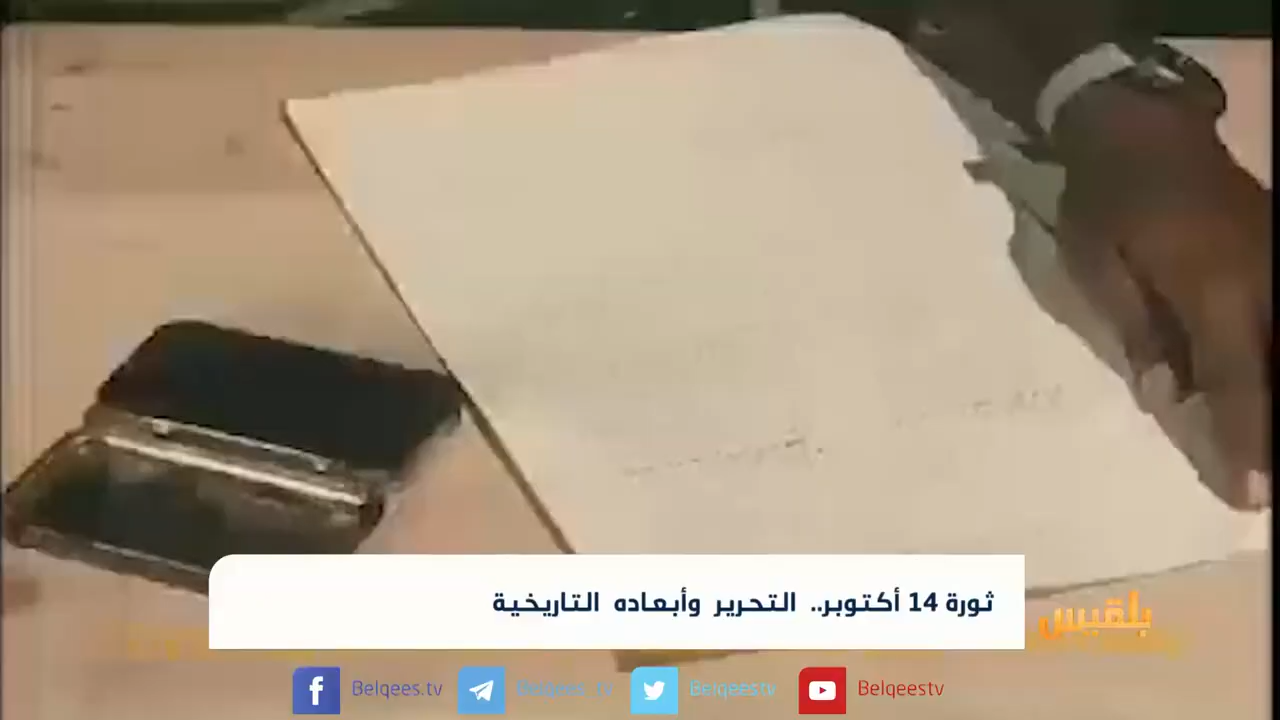 ثورة 14 أكتوبر.. التحرير وأبعاده التاريخية
بلقيس
Belqees.tv
Belqees.tv
Belqeestv
Belqeestv